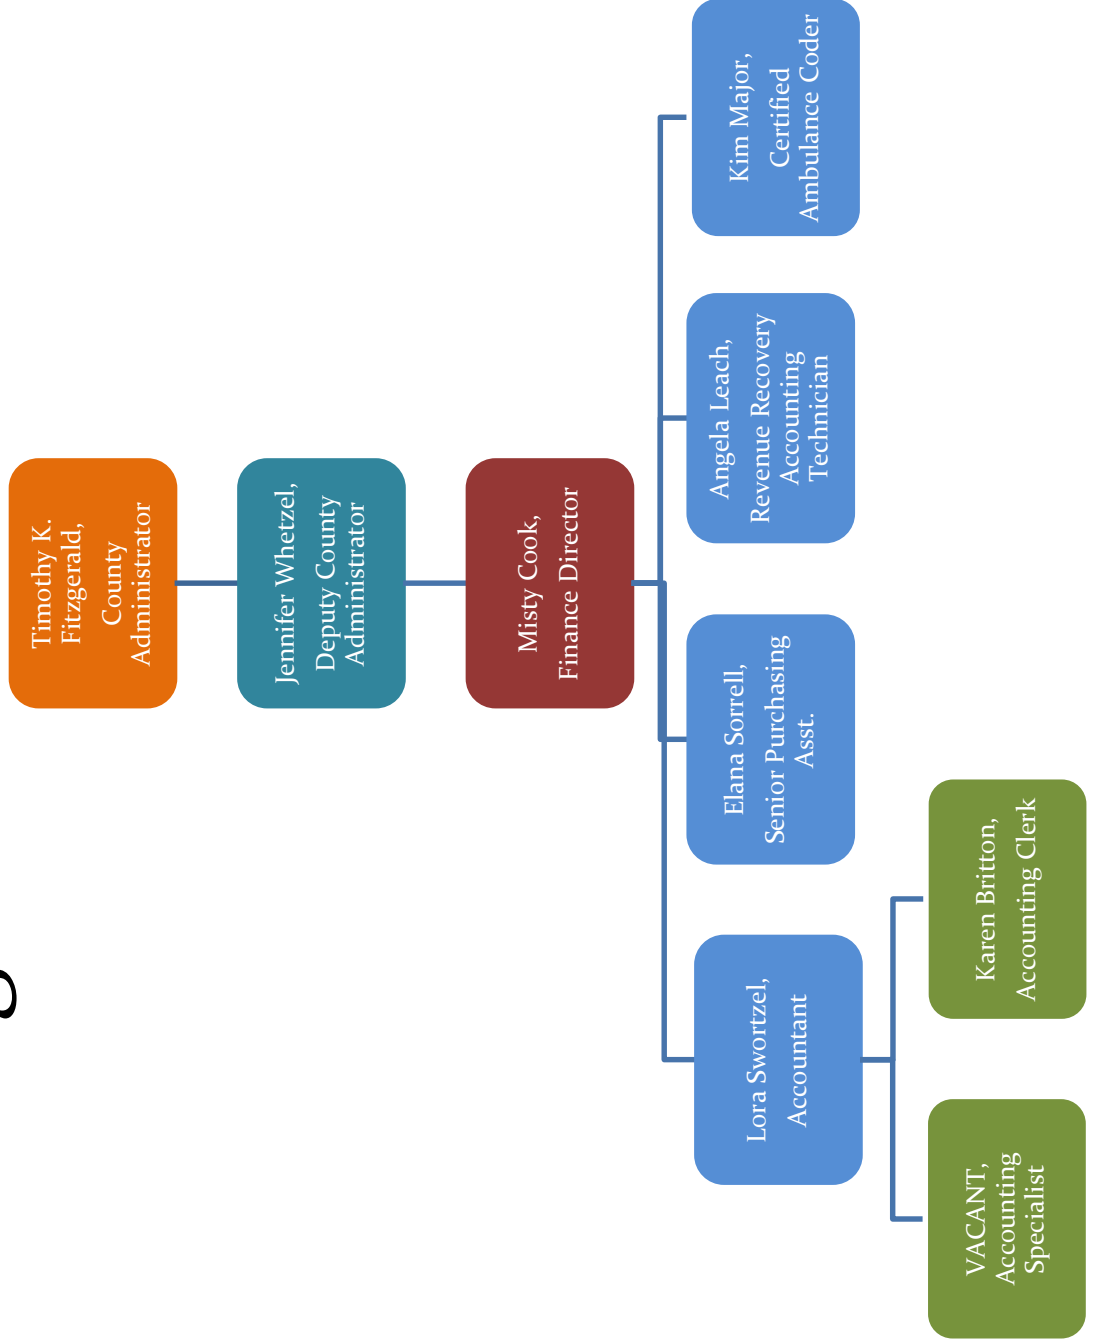 Timothy K.
Fitzgerald,
County
Administrator
Jennifer Whetzel,
Deputy County
Administrator
Misty Cook,
Finance Director
Lora Swortzel,
Accountant
Elana Sorrell,
Senior Purchasing
Asst.
Angela Leach,
Revenue Recovery
Accounting
Technician
Kim Major,
Certified
Ambulance Coder
VACANT,
Accounting
Specialist
Karen Britton,
Accounting Clerk